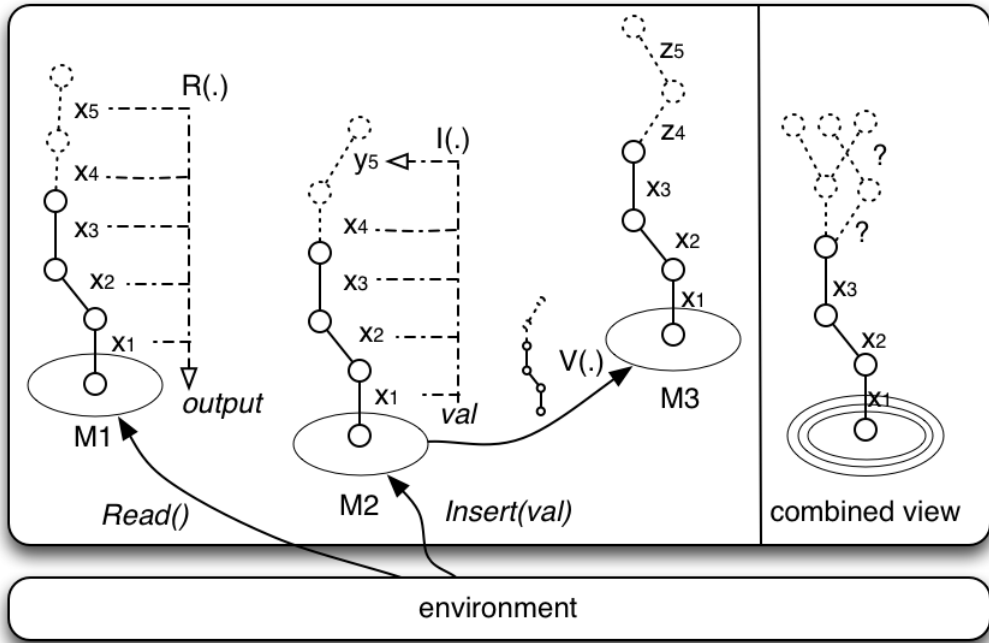 R(.)
x5
x4
x3
x2
x1
output
M1
Read()
I(.)
y5
x4
x3
x2
x1
val
M2
Insert(val)
V(.)
z5
z4
x3
x2
x1
M3
?
?
x3
x2
x1
combined view
environment